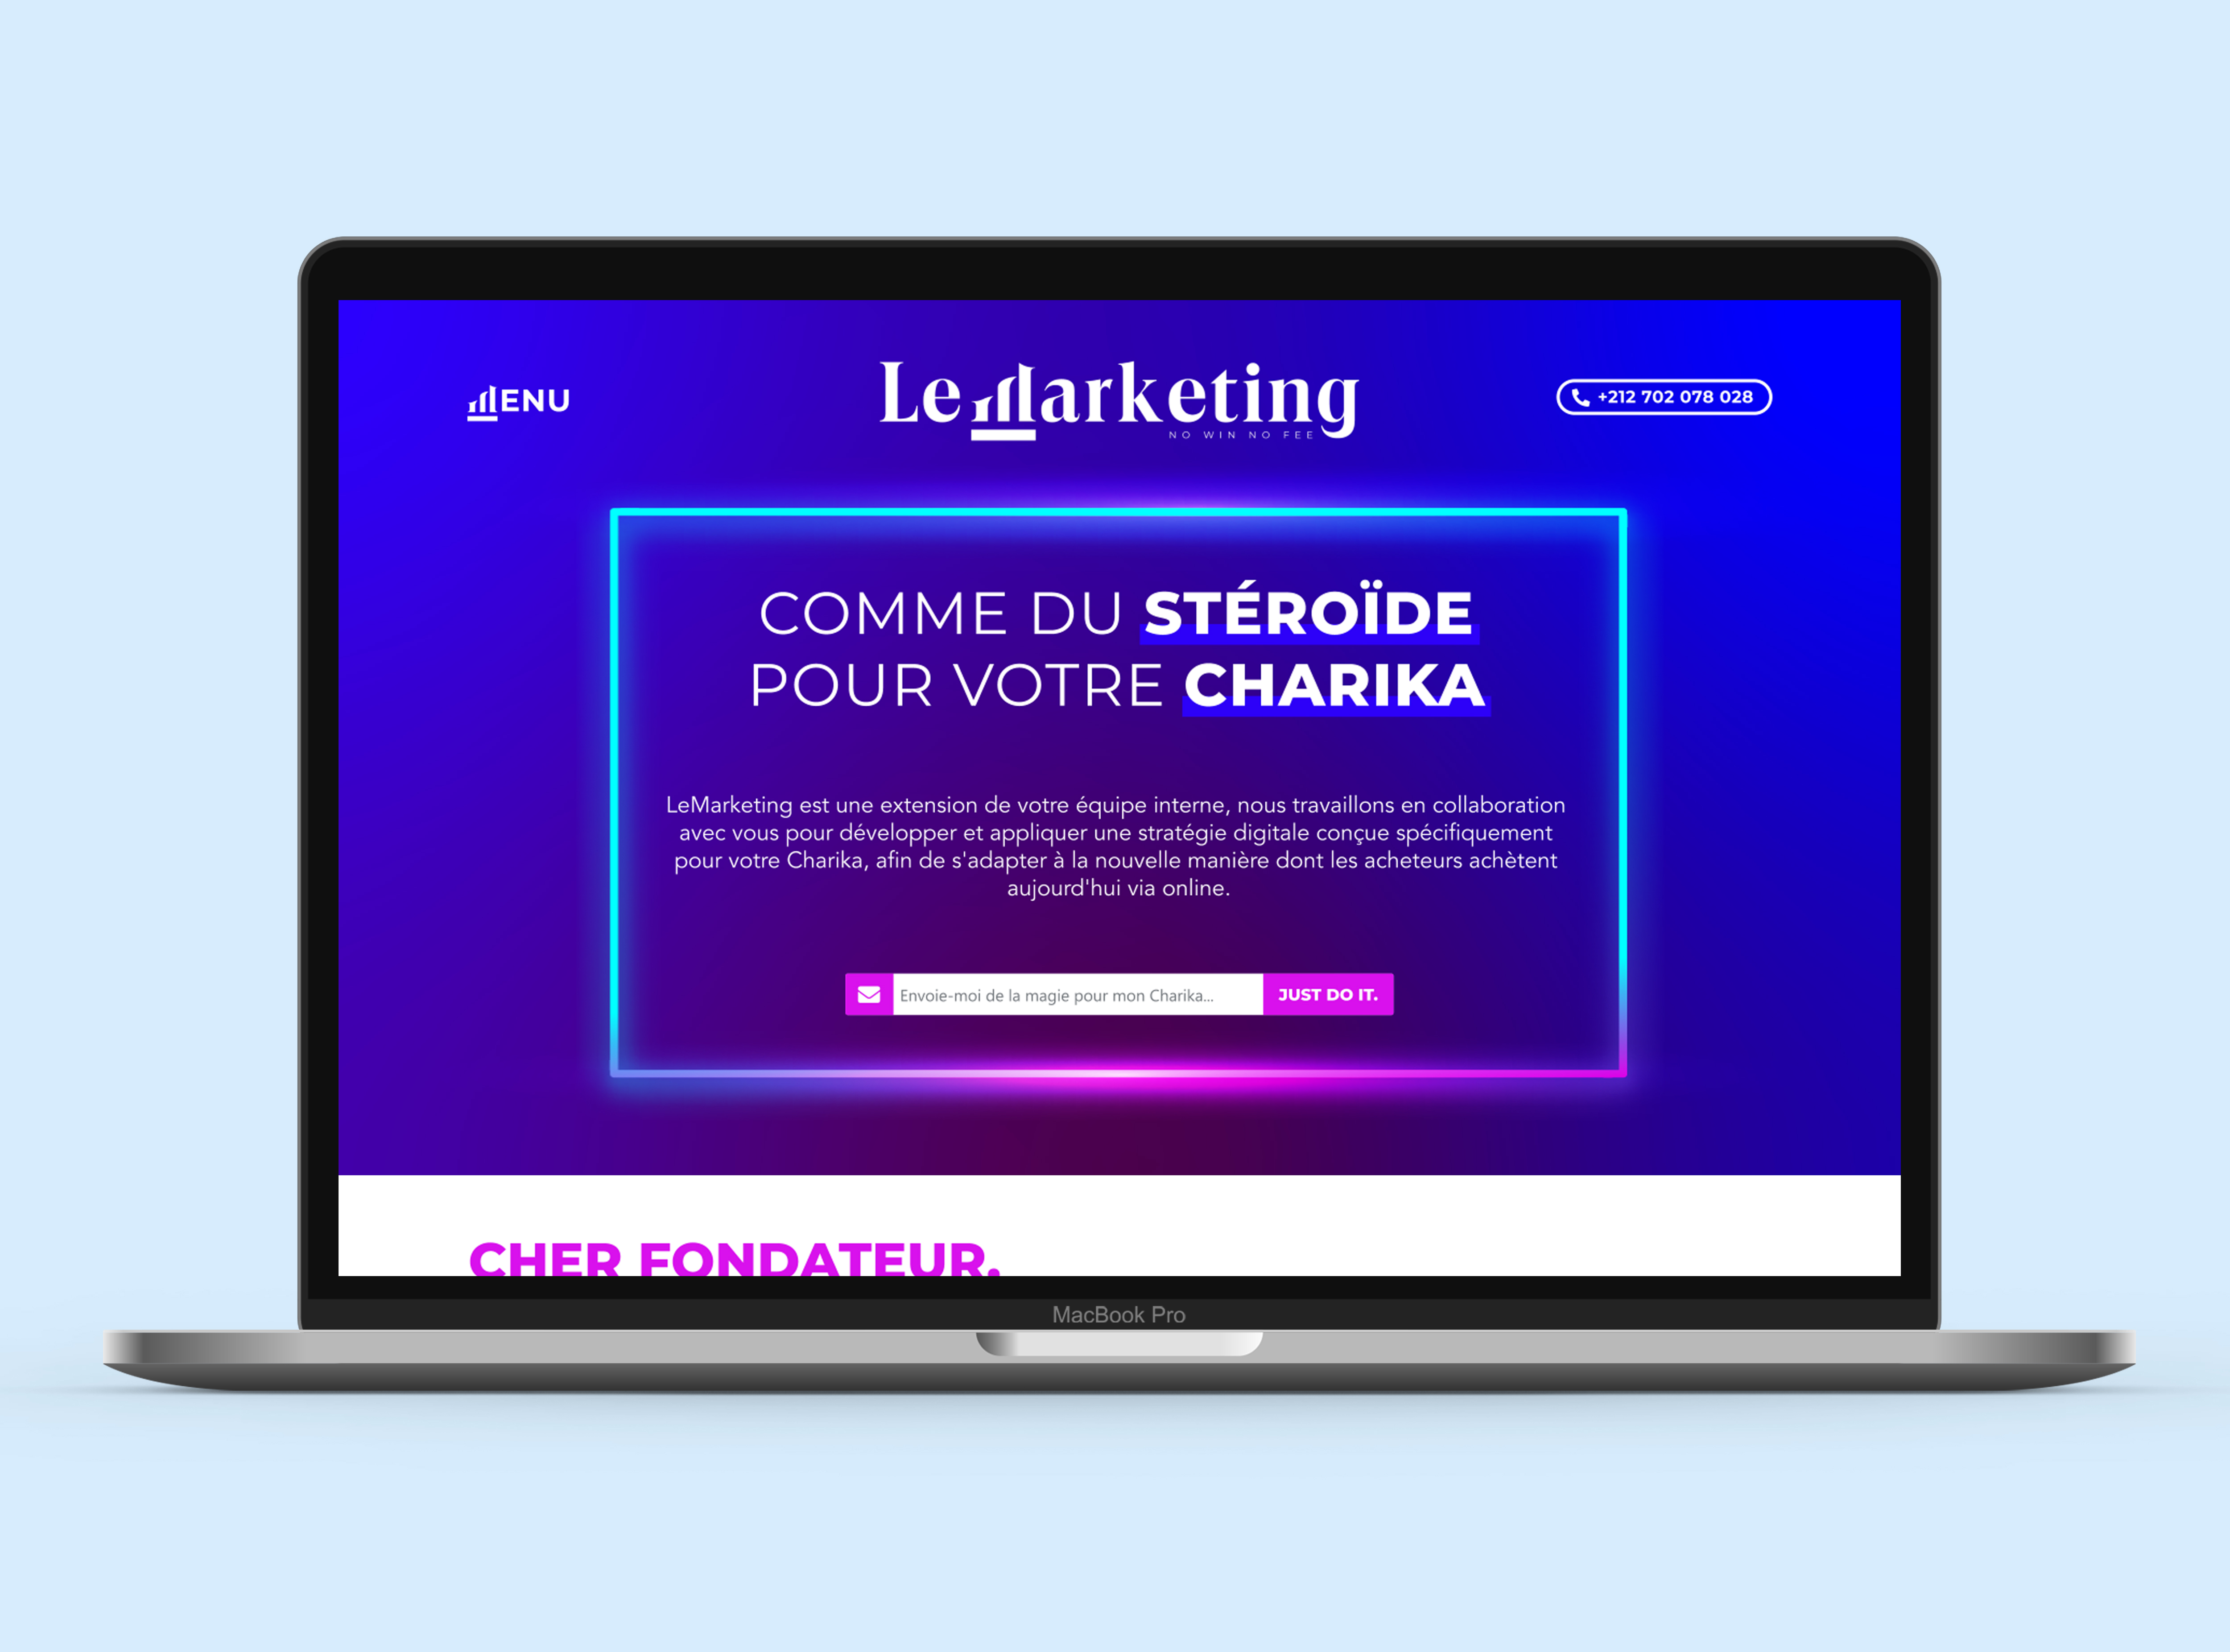 MENU
LeMarketing
NO WIN NO FEE
+212 702 078 028
COMME DU STÉROÏDE
POUR VOTRE CHARIKA
LeMarketing est une extension de votre équipe interne, nous travaillons en collaboration
avec vous pour développer et appliquer une stratégie digitale conçue spécifiquement
pour votre Charika, afin de s'adapter à la nouvelle manière dont les acheteurs achètent
aujourd'hui via online.
Envoie-moi de la magie pour mon Charika...
JUST DO IT.
CHER FONDATEUR.
MacBook Pro